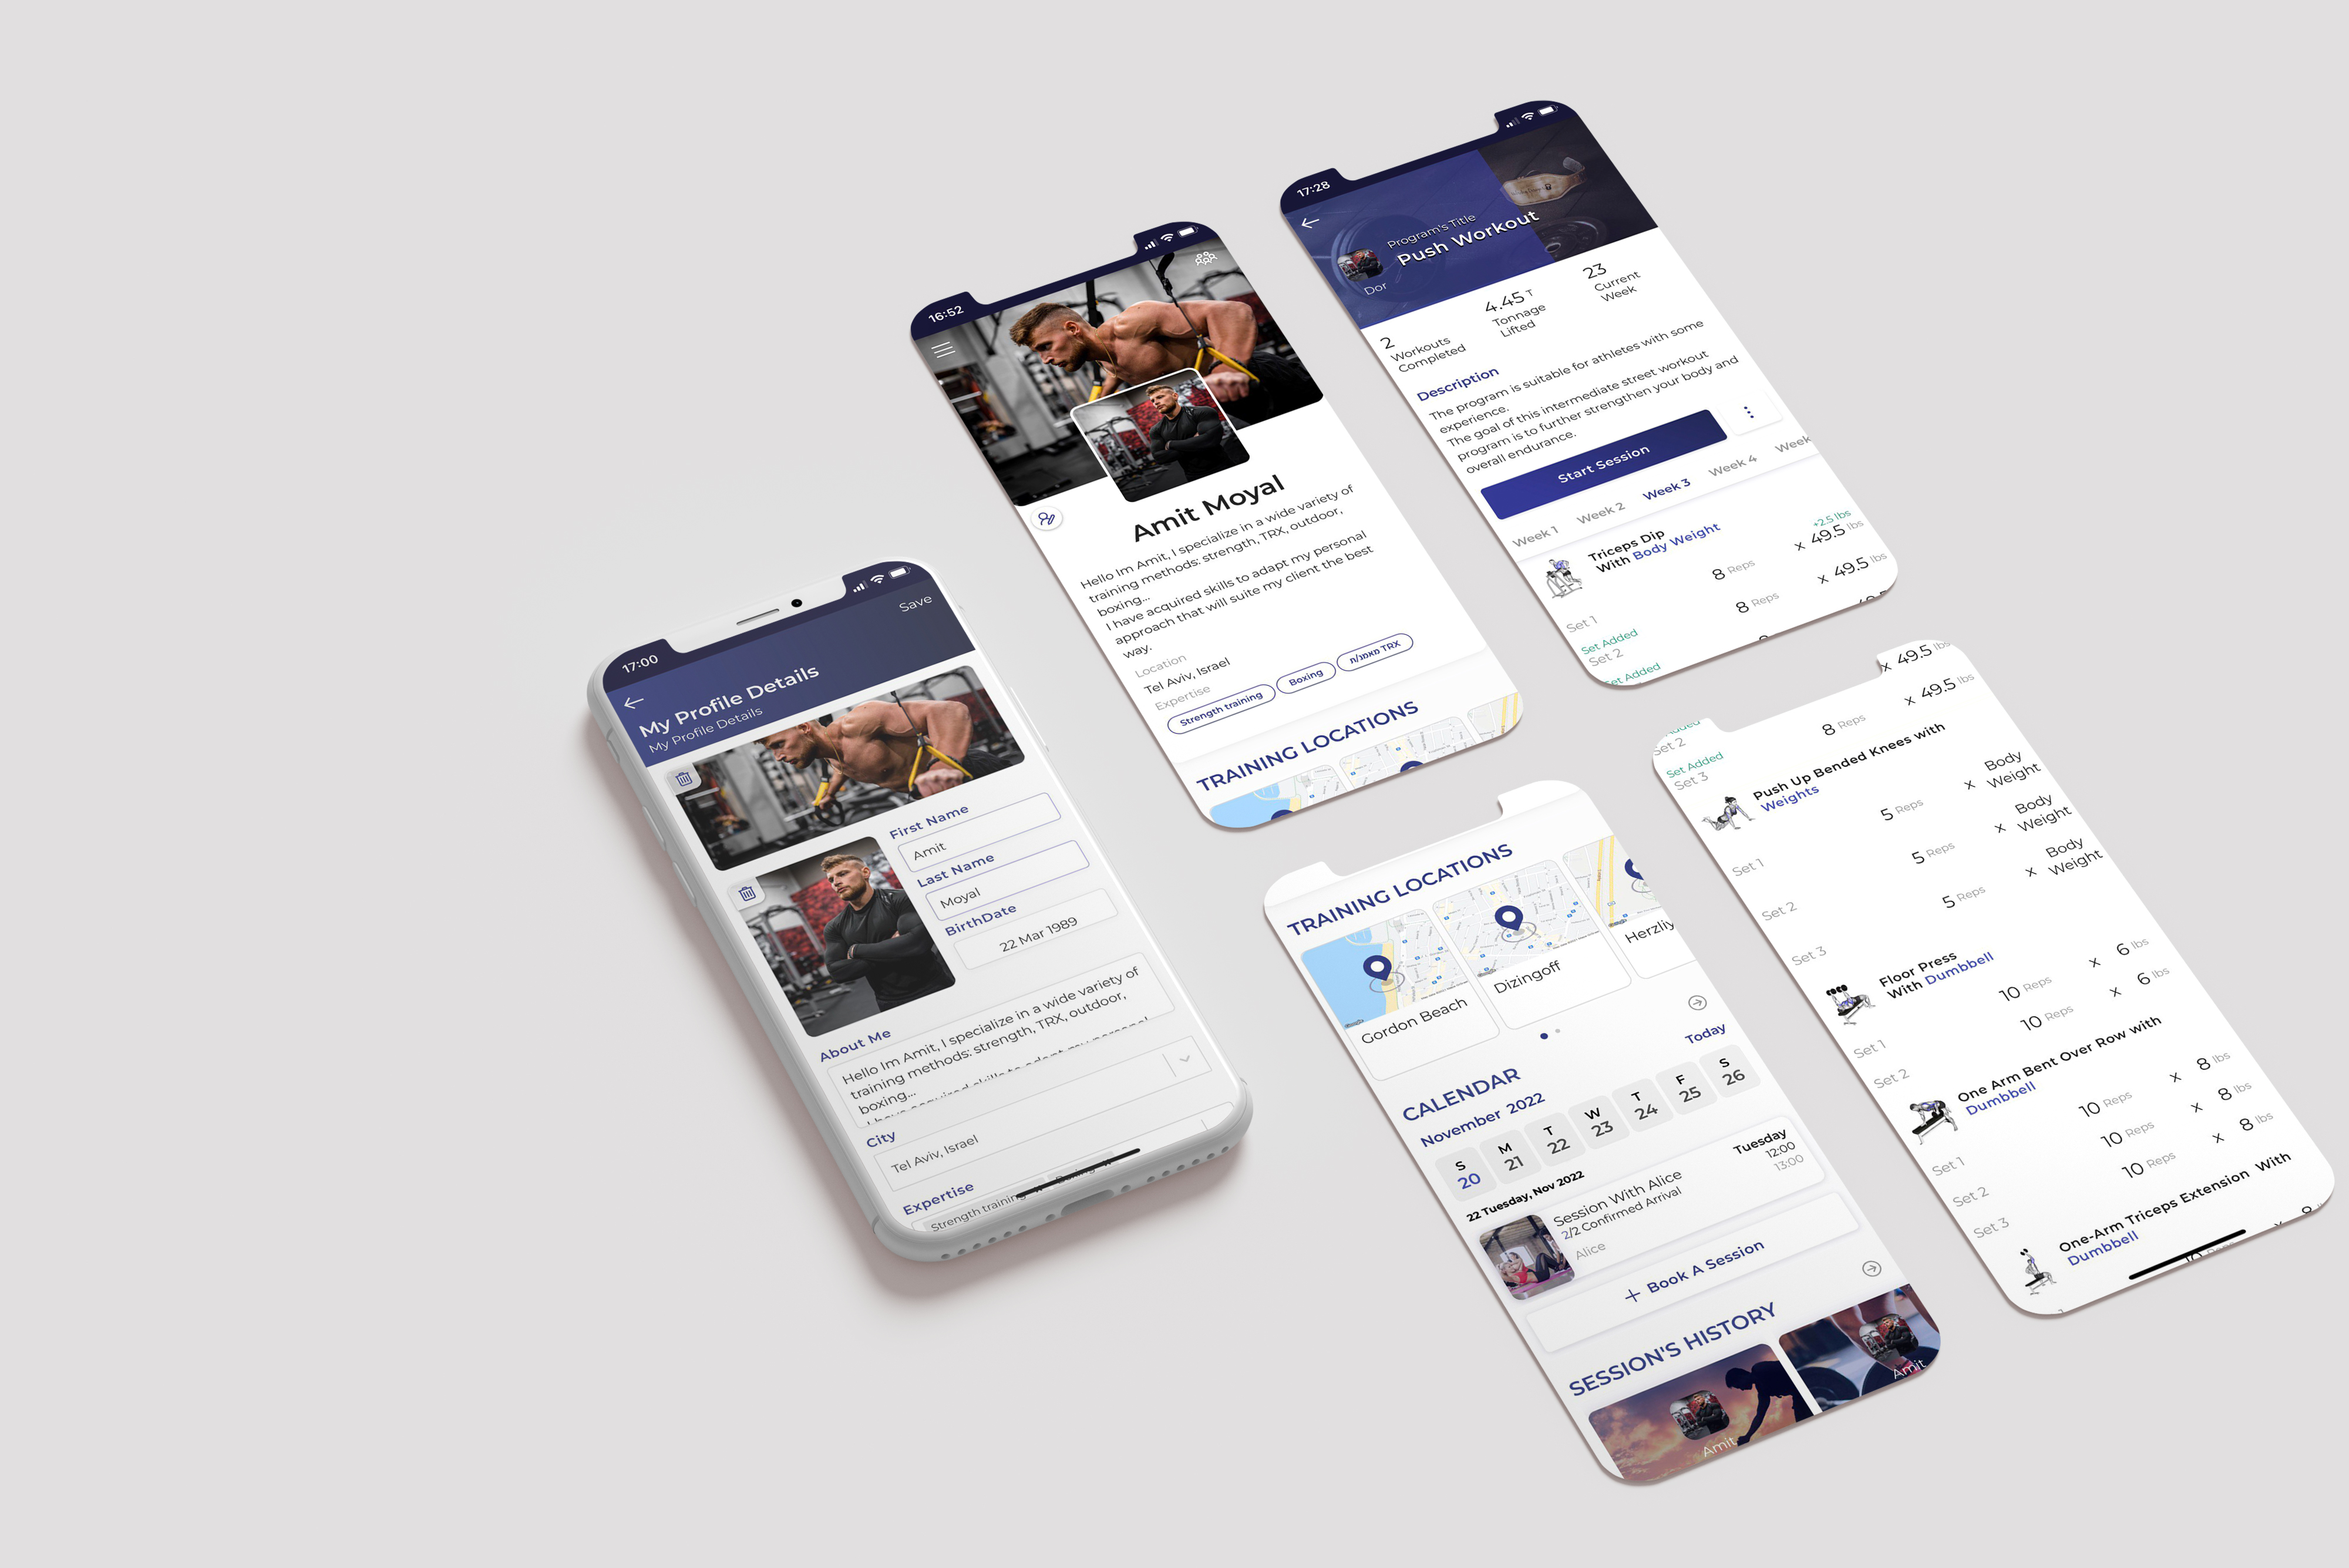 17:00
Save
My Profile Details
My Profile Details
First Name
Amit
Last Name
Moyal
BirthDate
22 Mar 1989
About Me
Hello Im Amit, I specialize in a wide variety of
training methods: strength, TRX, outdoor,
boxing...
City
Tel Aviv, Israel
Expertise
Strength training
16:52
Amit Moyal
Hello Im Amit, I specialize in a wide variety of
training methods: strength, TRX, outdoor,
boxing...
I have acquired skills to adapt my personal
approach that will suite my client the best
way.
Location
Tel Aviv, Israel
Expertise
Strength training
Boxing
מאמנ/ת TRX
TRAINING LOCATIONS
17:28
Program's Title
Push Workout
Dor
2
Workouts
Completed
4.45 T
Tonnage
Lifted
23
Current
Week
Description
The program is suitable for athletes with some
experience.
The goal of this intermediate street workout
program is to further strengthen your body and
overall endurance.
Start Session
Week 1 Week 2 Week 3 Week 4 Week
Triceps Dip
With Body Weight
+2.5 lbs
Set 1 8 Reps x 49.5 lbs
Set Added
Set 2 8 Reps x 49.5 lbs
Set Added
TRAINING LOCATIONS
Gordon Beach
Dizingoff
Herzliy
CALENDAR
Today
November 2022
S M T W T F S
20 21 22 23 24 25 26
22 Tuesday, Nov 2022
Session With Alice
2/2 Confirmed Arrival
Alice
Tuesday
12:00
13:00
+ Book A Session
SESSION'S HISTORY
Amit
Amit
x 49.5 lbs
Set 2 8 Reps x 49.5 lbs
Set Added
Set 3
Push Up Bended Knees with
Weights
Set 1 5 Reps x Body Weight
Set 2 5 Reps x Body Weight
Set 3 5 Reps x Body Weight
Floor Press
With Dumbbell
Set 1 10 Reps x 6 lbs
Set 2 10 Reps x 6 lbs
One Arm Bent Over Row with
Dumbbell
Set 1 10 Reps x 8 lbs
Set 2 10 Reps x 8 lbs
Set 3 10 Reps x 8 lbs
One-Arm Triceps Extension With
Dumbbell